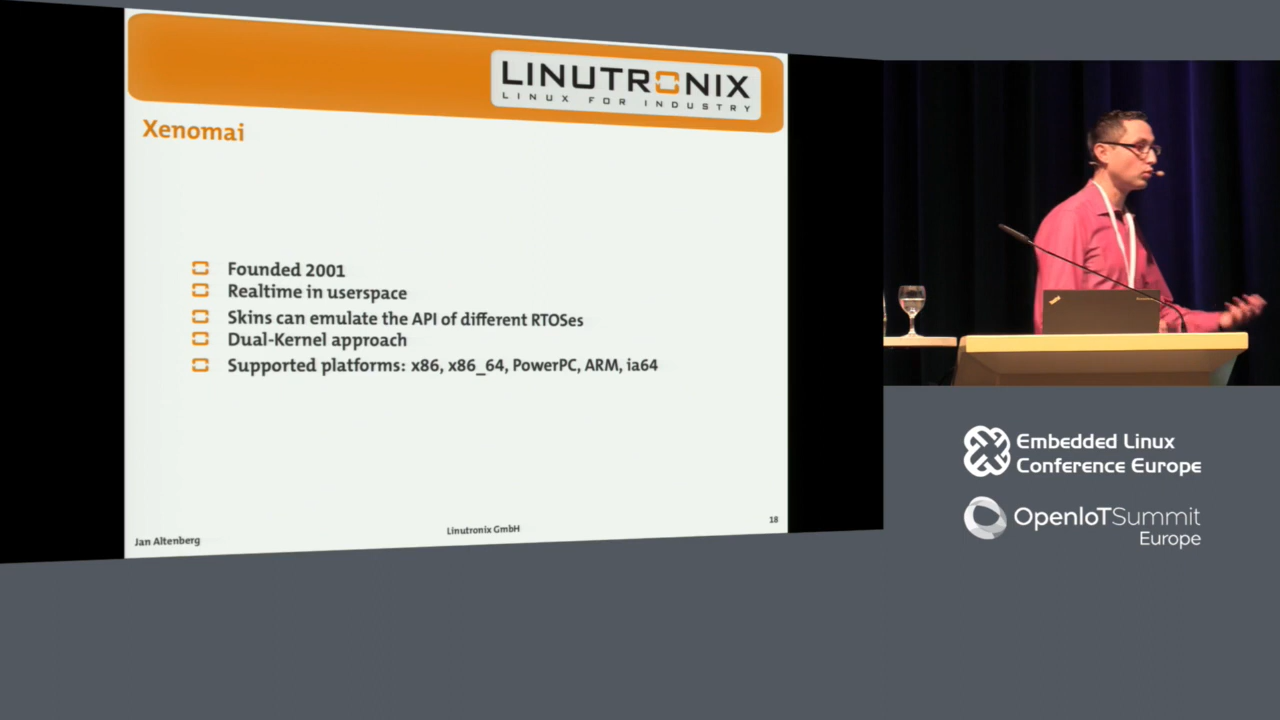 LINUTRONIX
LINUX FOR INDUSTRY
Xenomai
Founded 2001
Realtime in userspace
Skins can emulate the API of different RTOSes
Dual-Kernel approach
Supported platforms: x86, x86_64, PowerPC, ARM, ia64
Jan Altenberg
Linutronix GmbH
18
Embedded Linux
Conference Europe
OpenIoTSummit
Europe